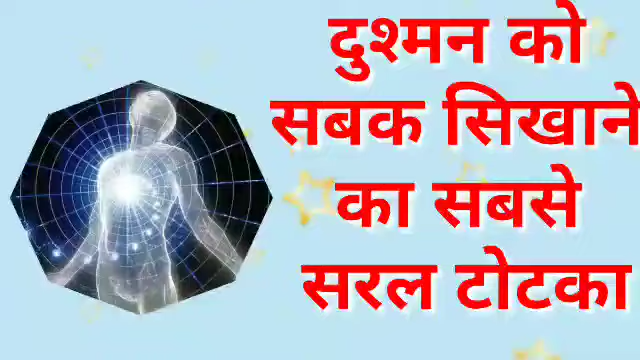 दुश्मन को
सबक सिखाने
का सबसे
सरल टोटका